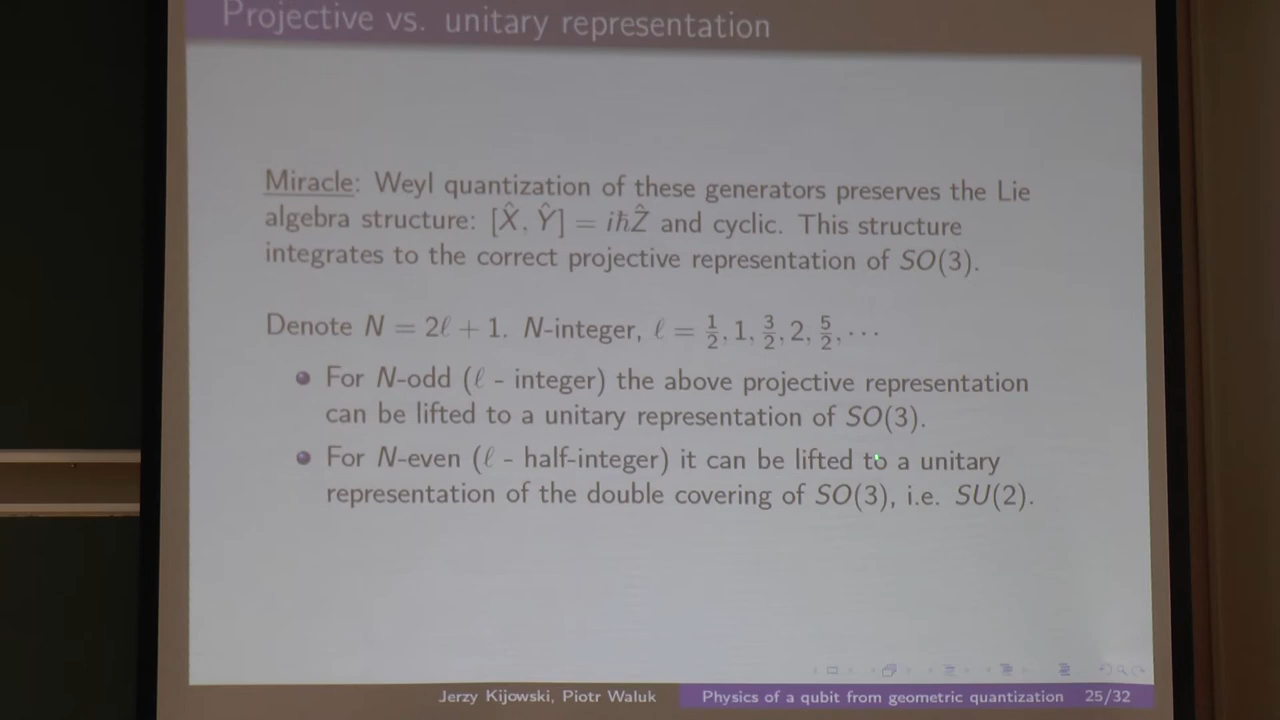 Projective vs. unitary representation
Miracle: Weyl quantization of these generators preserves the Lie
algebra structure: [X̂, Ŷ] = iħẐ and cyclic. This structure
integrates to the correct projective representation of SO(3).
Denote N = 2ℓ + 1. N-integer, ℓ = 1/2, 1, 3/2, 2, 5/2, ···
For N-odd (ℓ - integer) the above projective representation
can be lifted to a unitary representation of SO(3).
For N-even (ℓ - half-integer) it can be lifted to a unitary
representation of the double covering of SO(3), i.e. SU(2).
Jerzy Kijowski, Piotr Waluk Physics of a qubit from geometric quantization 25/32